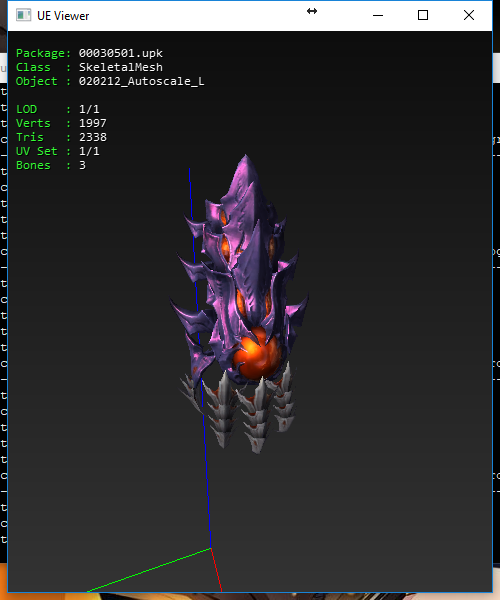 UE Viewer
Package: 00030501.upk
Class : SkeletalMesh
Object : 020212_Autoscale_L
LOD : 1/1
Verts : 1997
Tris : 2338
UV Set : 1/1
Bones : 3